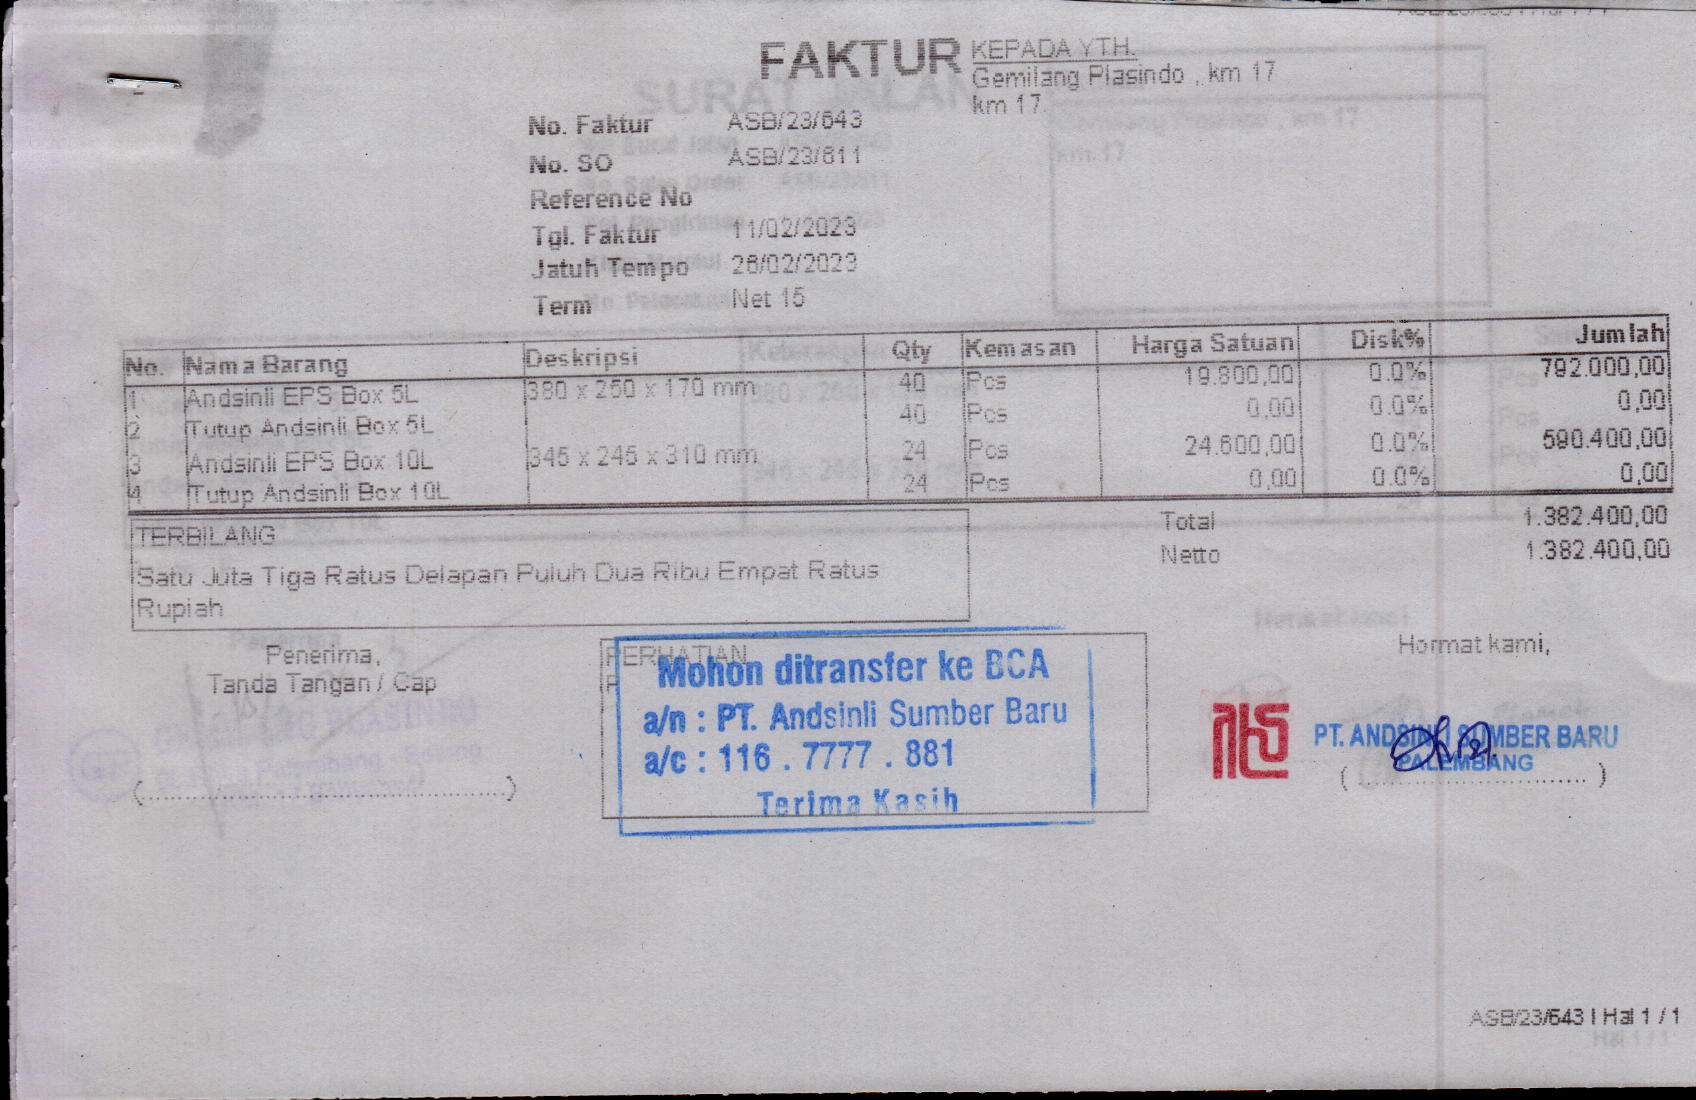 FAKTUR
KEPADA YTH.
Gemilang Plasindo , km 17
km 17.
No. Faktur ASB/23/643
No. SO ASB/23/811
Reference No
Tgl. Faktur 11/02/2023
Jatuh Tempo 26/02/2023
Term Net 15
No. Nama Barang Deskripsi Qty Kemasan Harga Satuan Disk% Jumlah
1 Andsinli EPS Box 5L 380 x 260 x 170 mm 40 Pcs 19.800,00 0.0% 792.000,00
2 Tutup Andsinli Box 5L 40 Pcs 0,00 0.0% 0,00
3 Andsinli EPS Box 10L 345 x 245 x 310 mm 24 Pcs 24.600,00 0.0% 590.400,00
4 Tutup Andsinli Box 10L 24 Pcs 0,00 0.0% 0,00
Total 1.382.400,00
Netto 1.382.400,00
TERBILANG
Satu Juta Tiga Ratus Delapan Puluh Dua Ribu Empat Ratus
Rupiah
Penerima,
Tanda Tangan / Cap
(................................................)
PERHATIAN
Mohon ditransfer ke BCA
a/n : PT. Andsinli Sumber Baru
a/c : 116 . 7777 . 881
Terima Kasih
Hormat kami,
PT. ANDSINLI SUMBER BARU
PALEMBANG
(................................)
ASB/23/643 I Hal 1 / 1
Hal 1 / 1